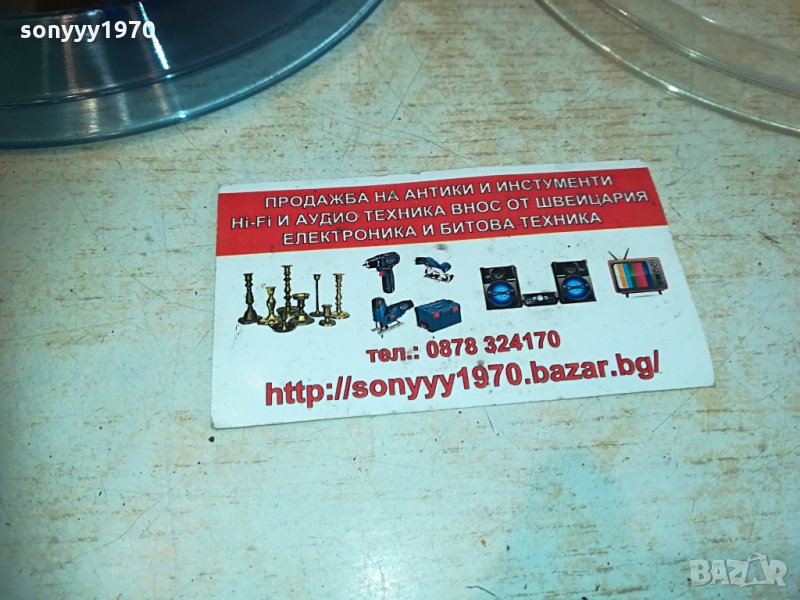 sonyyy1970
ПРОДАЖБА НА АНТИКИ И ИНСТУМЕНТИ
Hi-Fi И АУДИО ТЕХНИКА ВНОС ОТ ШВЕЙЦАРИЯ
ЕЛЕКТРОНИКА И БИТОВА ТЕХНИКА
тел.: 0878 324170
http://sonyyy1970.bazar.bg/
BAZAR